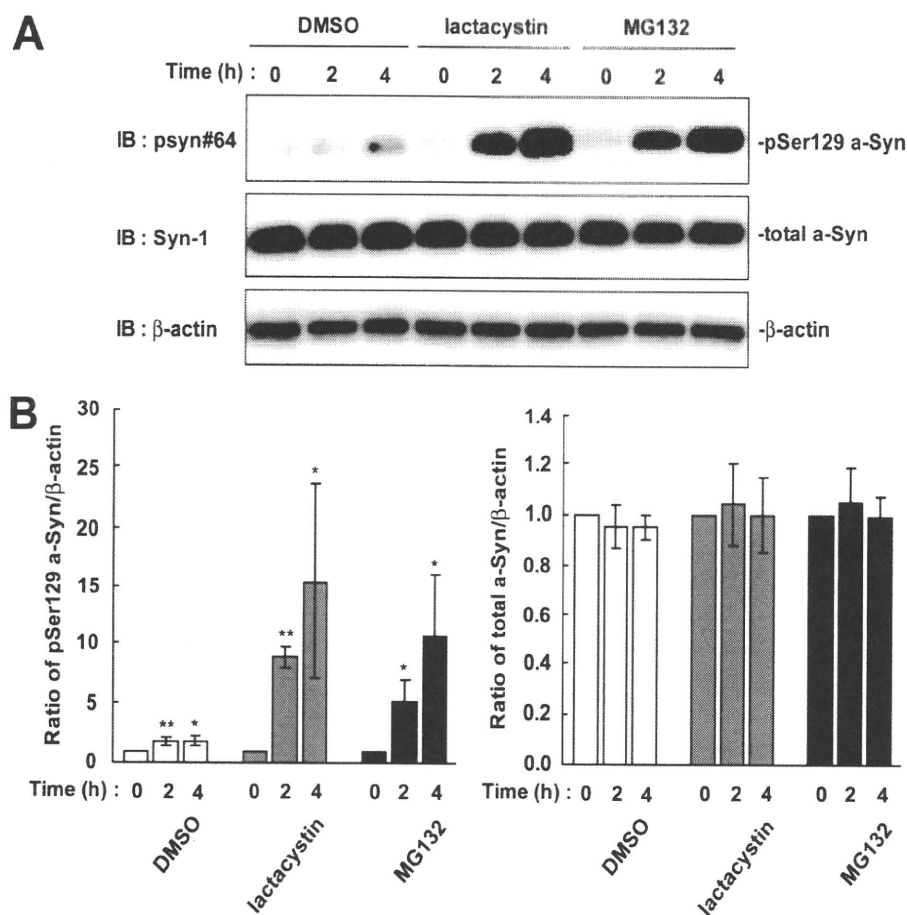 A
DMSO lactacystin MG132
Time (h) : 0 2 4 0 2 4 0 2 4
IB : psyn#64 -pSer129 a-Syn
IB : Syn-1 -total a-Syn
IB : β-actin -β-actin
B
Ratio of pSer129 a-Syn/β-actin
30
25
20
15
10
5
0
** * ** * * *
Time (h) : 0 2 4 0 2 4 0 2 4
DMSO lactacystin MG132
Ratio of total a-Syn/β-actin
1.4
1.2
1.0
0.8
0.6
0.4
0.2
0.0
Time (h) : 0 2 4 0 2 4 0 2 4
DMSO lactacystin MG132